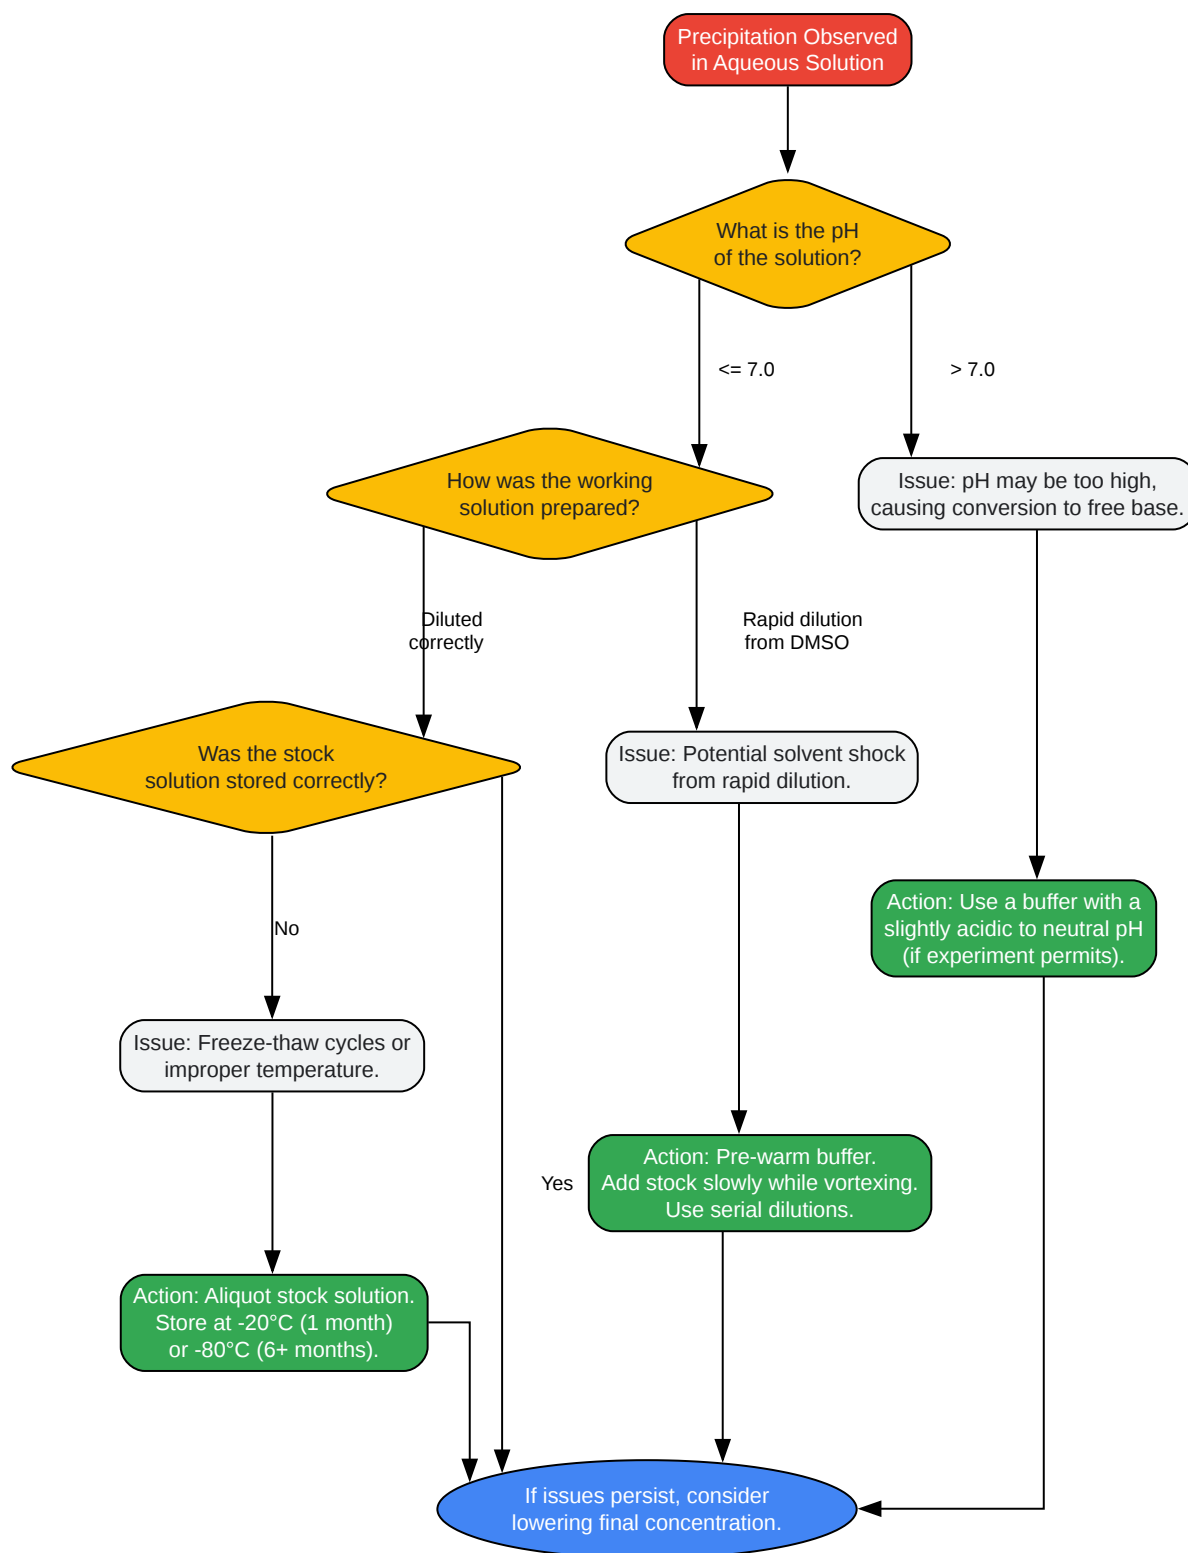 Precipitation Observed
in Aqueous Solution
What is the pH
of the solution?
<= 7.0
> 7.0
How was the working
solution prepared?
Issue: pH may be too high,
causing conversion to free base.
Diluted
correctly
Rapid dilution
from DMSO
Was the stock
solution stored correctly?
Issue: Potential solvent shock
from rapid dilution.
Action: Use a buffer with a
slightly acidic to neutral pH
(if experiment permits).
No
Issue: Freeze-thaw cycles or
improper temperature.
Yes
Action: Pre-warm buffer.
Add stock slowly while vortexing.
Use serial dilutions.
Action: Aliquot stock solution.
Store at -20°C (1 month)
or -80°C (6+ months).
If issues persist, consider
lowering final concentration.